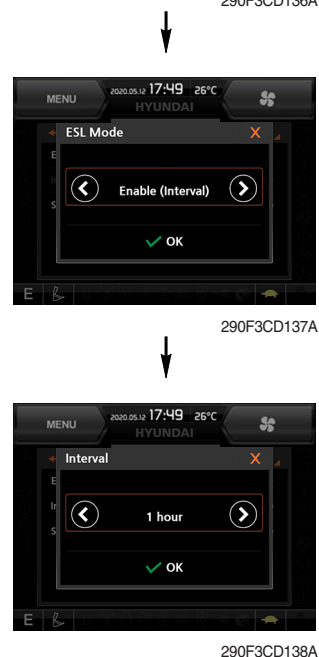 290F3CD136A
MENU
2020.05.12 17:49 26°C
HYUNDAI
ESL Mode X
E
S
Enable (Interval)
OK
E
290F3CD137A
MENU
2020.05.12 17:49 26°C
HYUNDAI
Interval X
E
S
1 hour
OK
E
290F3CD138A